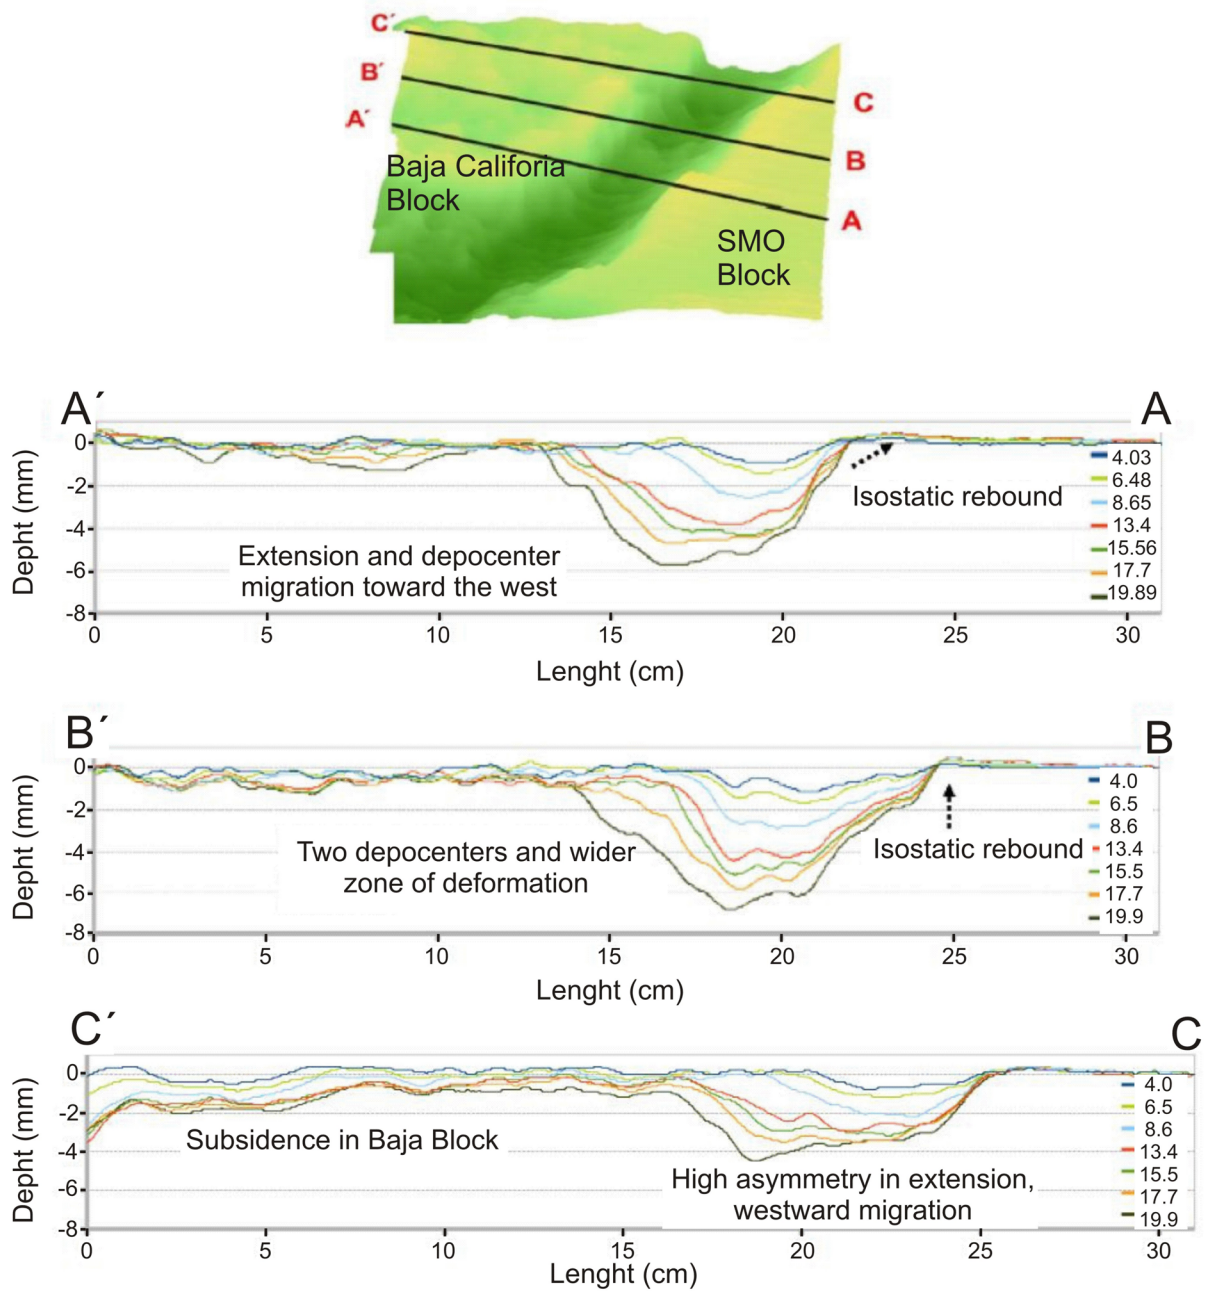 C´
B´
A´
C
B
A
Baja Califoria
Block
SMO
Block
A´
A
0
-2
-4
-6
-8
Depht (mm)
4.03
6.48
8.65
13.4
15.56
17.7
19.89
Isostatic rebound
Extension and depocenter
migration toward the west
0 5 10 15 20 25 30
Lenght (cm)
B´
B
0
-2
-4
-6
-8
Depht (mm)
4.0
6.5
8.6
13.4
15.5
17.7
19.9
Isostatic rebound
Two depocenters and wider
zone of deformation
0 5 10 15 20 25 30
Lenght (cm)
C´
C
0
-2
-4
-6
-8
Depht (mm)
4.0
6.5
8.6
13.4
15.5
17.7
19.9
Subsidence in Baja Block
High asymmetry in extension,
westward migration
0 5 10 15 20 25 30
Lenght (cm)